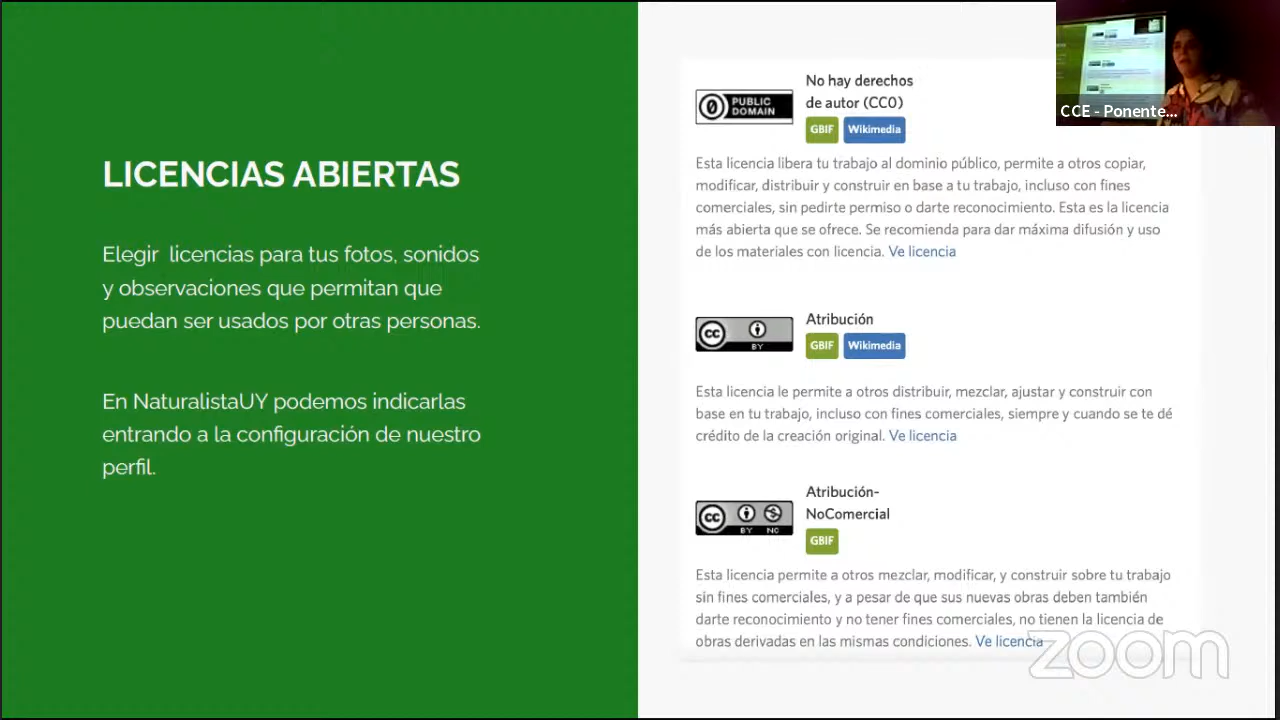 LICENCIAS ABIERTAS
Elegir licencias para tus fotos, sonidos
y observaciones que permitan que
puedan ser usados por otras personas.
En NaturalistaUY podemos indicarlas
entrando a la configuración de nuestro
perfil.
PUBLIC
DOMAIN
No hay derechos
de autor (CC0)
GBIF Wikimedia
Esta licencia libera tu trabajo al dominio público, permite a otros copiar,
modificar, distribuir y construir en base a tu trabajo, incluso con fines
comerciales, sin pedirte permiso o darte reconocimiento. Esta es la licencia
más abierta que se ofrece. Se recomienda para dar máxima difusión y uso
de los materiales con licencia. Ve licencia
CC
BY
Atribución
GBIF Wikimedia
Esta licencia le permite a otros distribuir, mezclar, ajustar y construir con
base en tu trabajo, incluso con fines comerciales, siempre y cuando se te dé
crédito de la creación original. Ve licencia
CC
BY NC
Atribución-
NoComercial
GBIF
Esta licencia permite a otros mezclar, modificar, y construir sobre tu trabajo
sin fines comerciales, y a pesar de que sus nuevas obras deben también
darte reconocimiento y no tener fines comerciales, no tienen la licencia de
obras derivadas en las mismas condiciones. Ve licencia
CCE - Ponente...
zoom